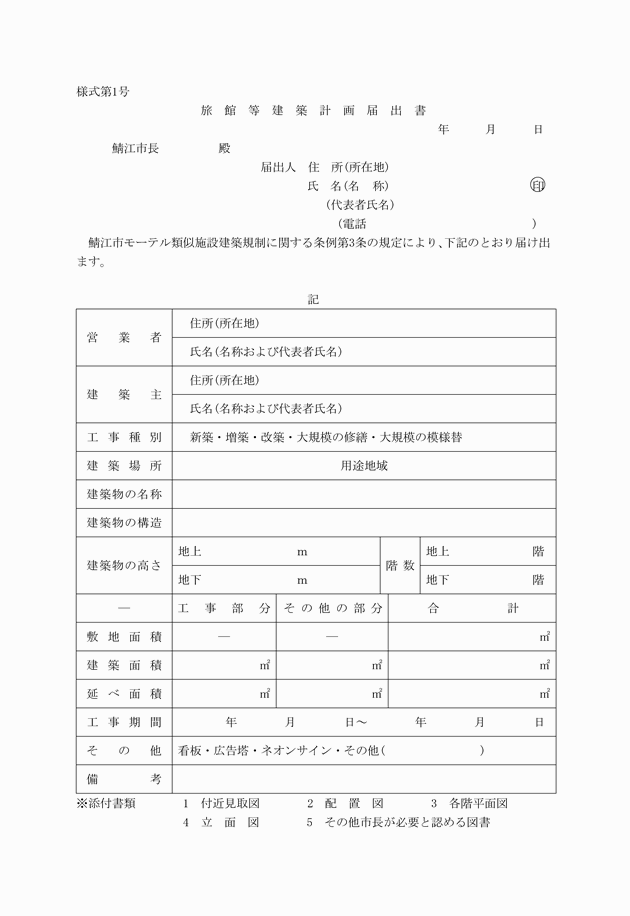 様式第1号
旅館等建築計画届出書
年　月　日
鯖江市長　殿
届出人　住　所(所在地)
氏　名(名　称)　㊞
(代表者氏名)
(電話　)
鯖江市モーテル類似施設建築規制に関する条例第3条の規定により、下記のとおり届け出
ます。
記
営業者　住所(所在地)
氏名(名称および代表者氏名)
建築主　住所(所在地)
氏名(名称および代表者氏名)
工事種別　新築・増築・改築・大規模の修繕・大規模の模様替
建築場所　用途地域
建築物の名称
建築物の構造
建築物の高さ　地上　m　階数　地上　階
地下　m　地下　階
―　工事部分　その他の部分　合計
敷地面積　―　―　㎡
建築面積　㎡　㎡　㎡
延べ面積　㎡　㎡　㎡
工事期間　年　月　日～　年　月　日
その他　看板・広告塔・ネオンサイン・その他(　)
備考
※添付書類　1　付近見取図　2　配置図　3　各階平面図
4　立面図　5　その他市長が必要と認める図書